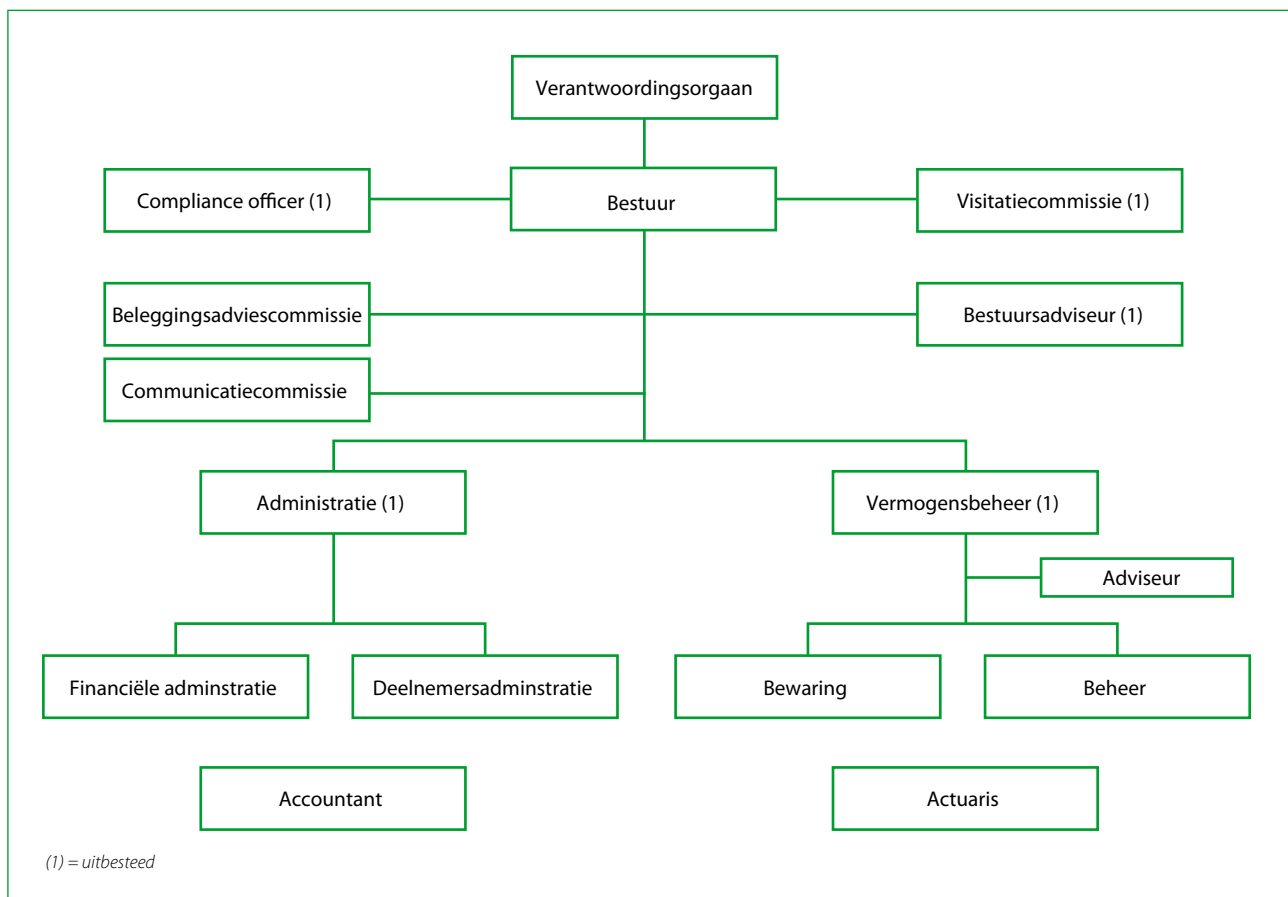 Verantwoordingsorgaan
Compliance officer (1)
Bestuur
Visitatiecommissie (1)
Beleggingsadviescommissie
Bestuursadviseur (1)
Communicatiecommissie
Administratie (1)
Vermogensbeheer (1)
Adviseur
Financiële adminstratie
Deelnemersadminstratie
Bewaring
Beheer
Accountant
Actuaris
(1) = uitbesteed